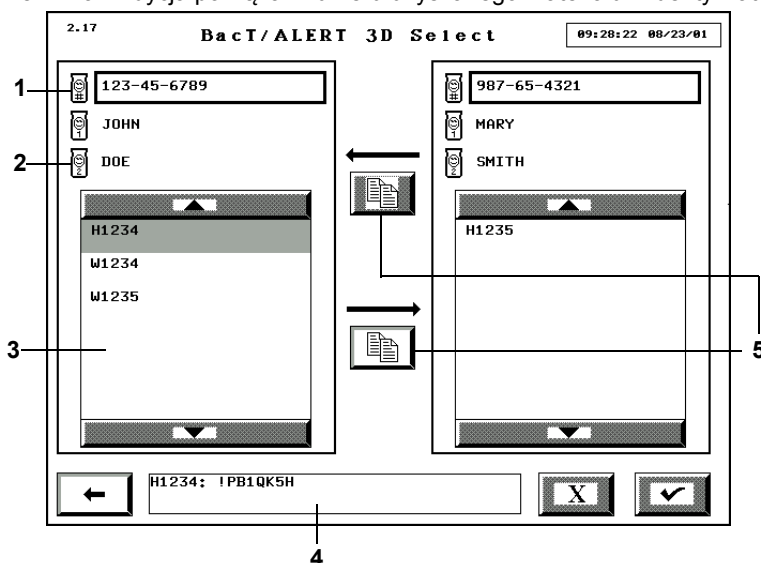 2.17 BacT/ALERT 3D Select 09:28:22 08/23/01
1
123-45-6789
JOHN
2
DOE
H1234
W1234
W1235
3
987-65-4321
MARY
SMITH
H1235
5
H1234: !PB1QK5H
X
4